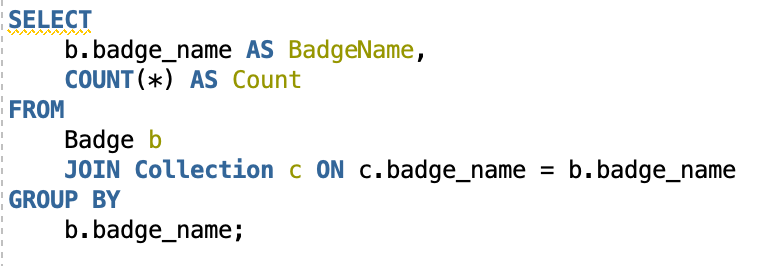 SELECT
b.badge_name AS BadgeName,
COUNT(*) AS Count
FROM
Badge b
JOIN Collection c ON c.badge_name = b.badge_name
GROUP BY
b.badge_name;